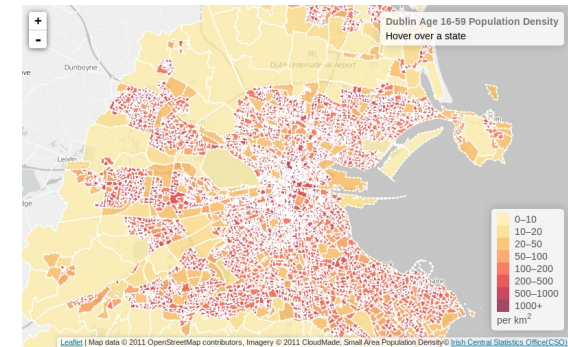 +
-
Dublin Age 16-59 Population Density
Hover over a state
Dunboyne
Dublin International Airport
Leixlip
0–10
10–20
20–50
50–100
100–200
200–500
500–1000
1000+
per km2
Leaflet | Map data © 2011 OpenStreetMap contributors, Imagery © 2011 CloudMade, Small Area Population Density© Irish Central Statistics Office(CSO)